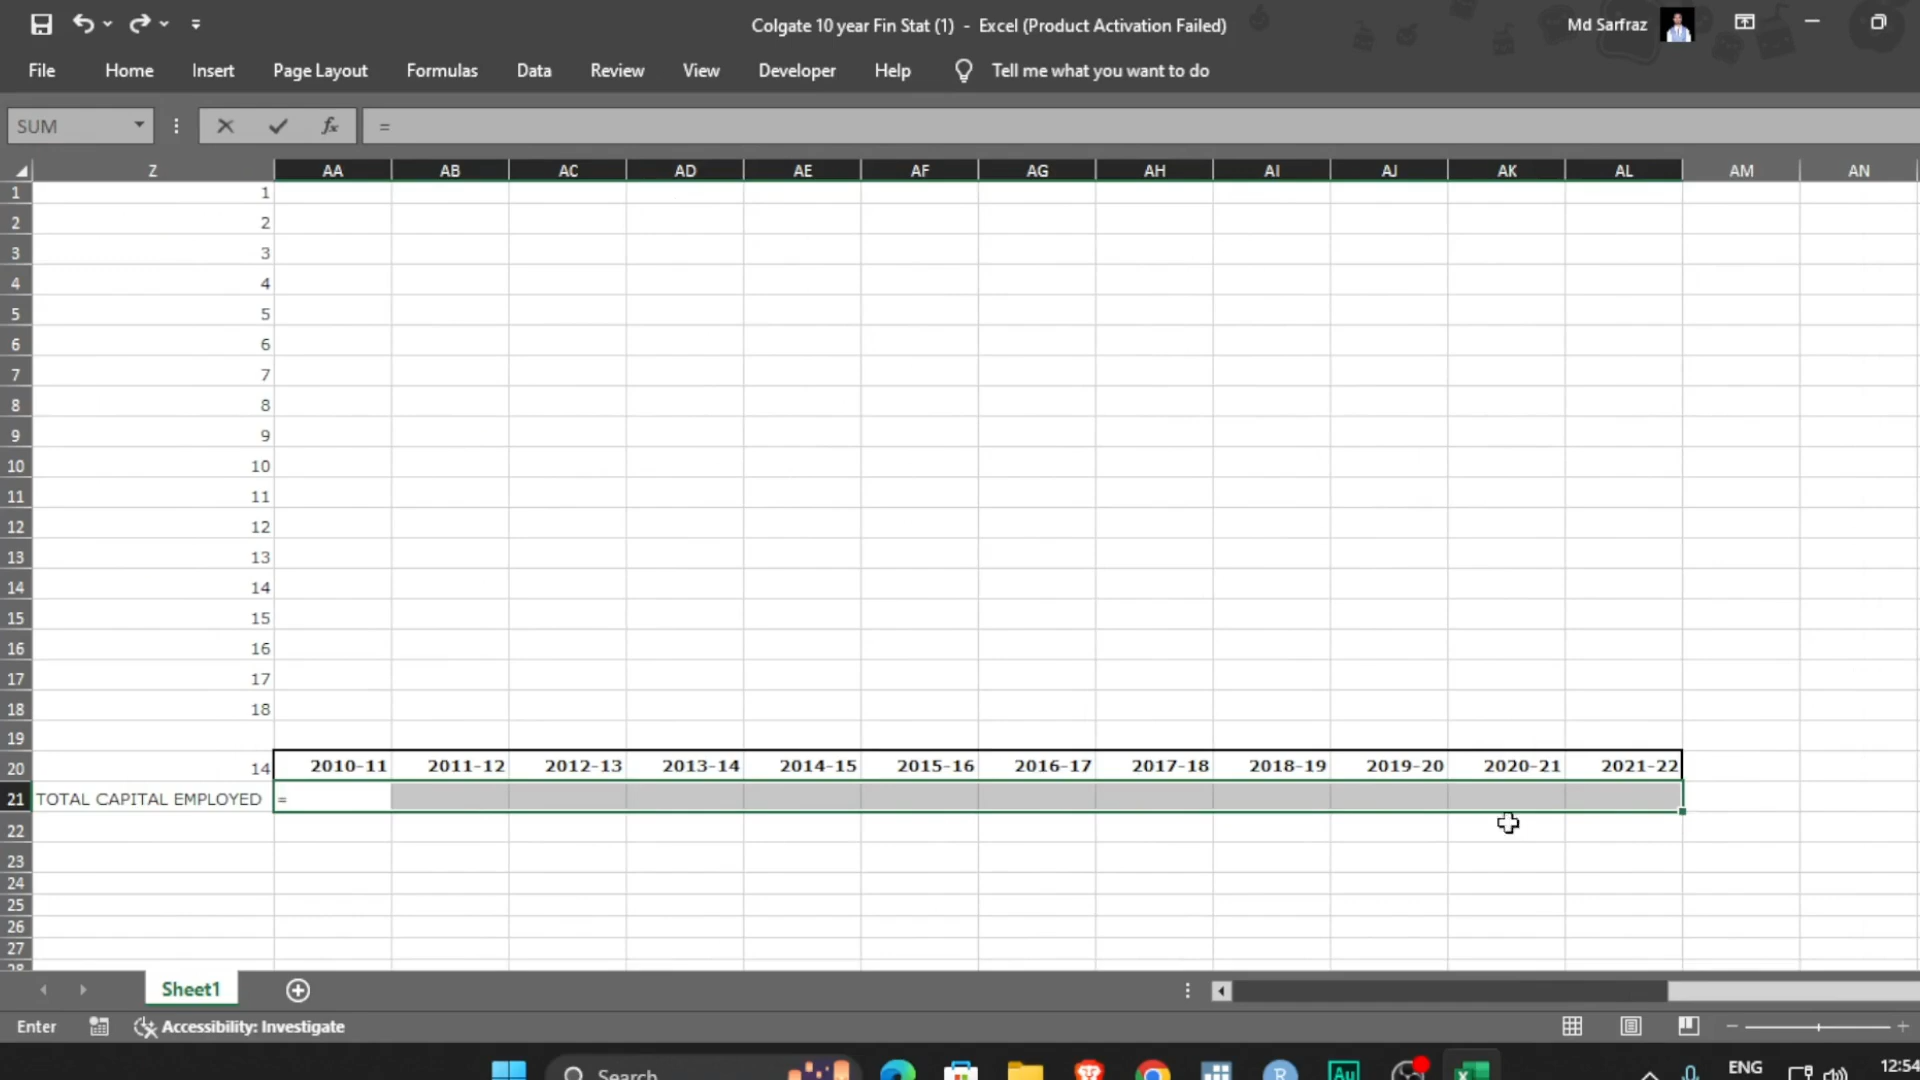 Colgate 10 year Fin Stat (1) - Excel (Product Activation Failed)
Md Sarfraz
File Home Insert Page Layout Formulas Data Review View Developer Help Tell me what you want to do
SUM fx =
Z AA AB AC AD AE AF AG AH AI AJ AK AL AM AN
1 1
2 2
3 3
4 4
5 5
6 6
7 7
8 8
9 9
10 10
11 11
12 12
13 13
14 14
15 15
16 16
17 17
18 18
19
20 14 2010-11 2011-12 2012-13 2013-14 2014-15 2015-16 2016-17 2017-18 2018-19 2019-20 2020-21 2021-22
21 TOTAL CAPITAL EMPLOYED =
22
23
24
25
26
27
28
Sheet1
Enter Accessibility: Investigate
Search R Au ENG 12:54